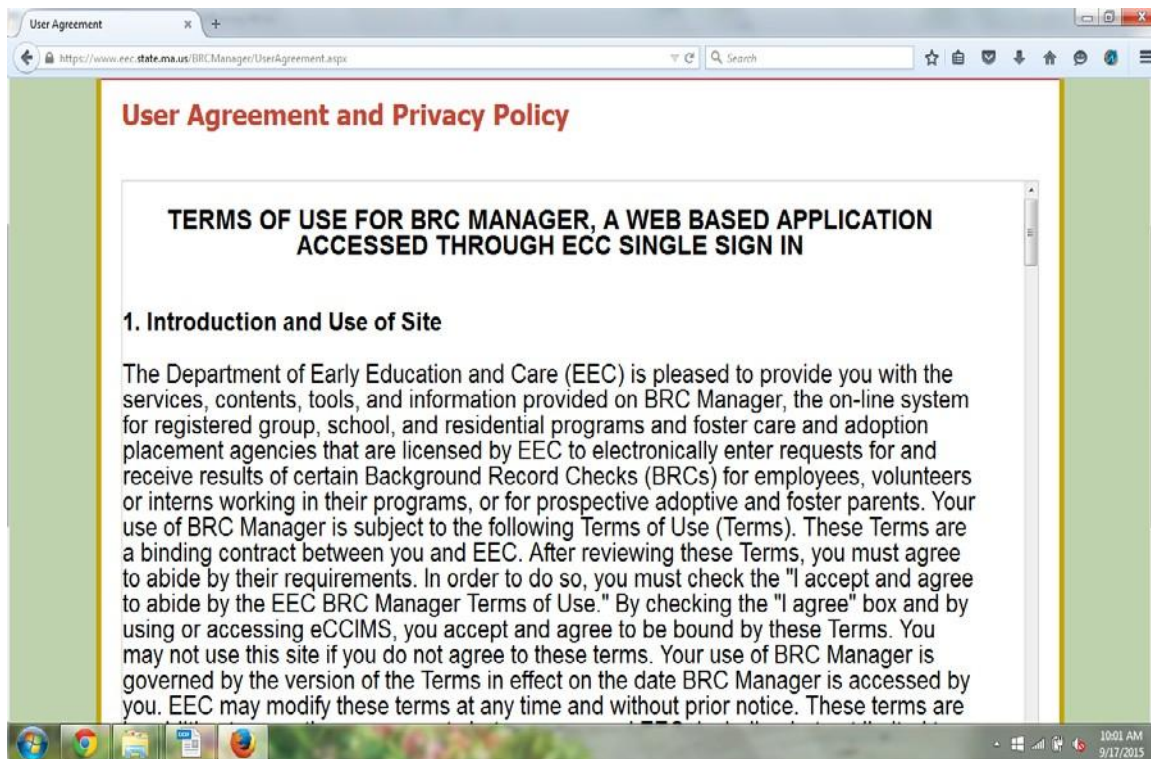 User Agreement
https://www.eec.state.ma.us/BRCManager/UserAgreement.aspx
Search
User Agreement and Privacy Policy
TERMS OF USE FOR BRC MANAGER, A WEB BASED APPLICATION
ACCESSED THROUGH ECC SINGLE SIGN IN
1. Introduction and Use of Site
The Department of Early Education and Care (EEC) is pleased to provide you with the
services, contents, tools, and information provided on BRC Manager, the on-line system
for registered group, school, and residential programs and foster care and adoption
placement agencies that are licensed by EEC to electronically enter requests for and
receive results of certain Background Record Checks (BRCs) for employees, volunteers
or interns working in their programs, or for prospective adoptive and foster parents. Your
use of BRC Manager is subject to the following Terms of Use (Terms). These Terms are
a binding contract between you and EEC. After reviewing these Terms, you must agree
to abide by their requirements. In order to do so, you must check the "I accept and agree
to abide by the EEC BRC Manager Terms of Use." By checking the "I agree" box and by
using or accessing eCCIMS, you accept and agree to be bound by these Terms. You
may not use this site if you do not agree to these terms. Your use of BRC Manager is
governed by the version of the Terms in effect on the date BRC Manager is accessed by
you. EEC may modify these terms at any time and without prior notice. These terms are
10:01 AM
9/17/2015